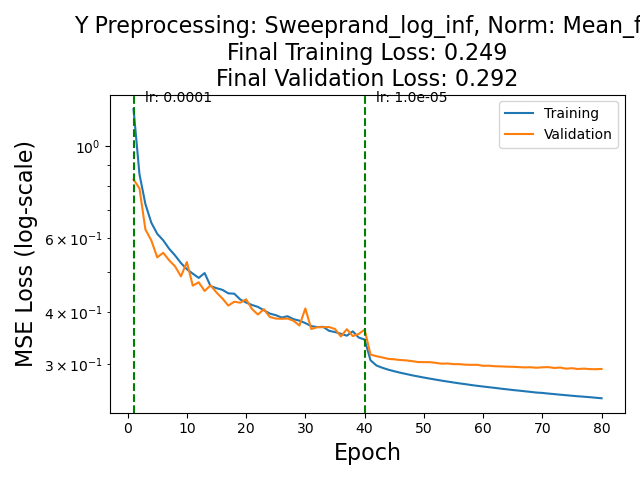 Y Preprocessing: Sweeprand_log_inf, Norm: Mean_f
Final Training Loss: 0.249
Final Validation Loss: 0.292
lr: 0.0001
lr: 1.0e-05
Training
Validation
10⁰
6 × 10⁻¹
4 × 10⁻¹
3 × 10⁻¹
MSE Loss (log-scale)
0 10 20 30 40 50 60 70 80
Epoch